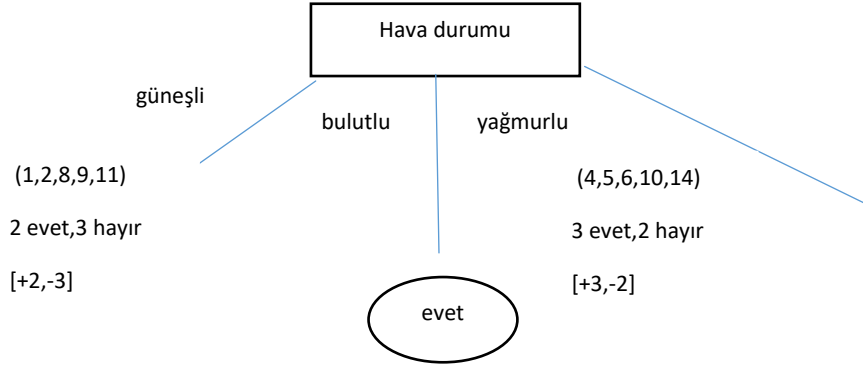 Hava durumu
güneşli
bulutlu
yağmurlu
(1,2,8,9,11)
2 evet,3 hayır
[+2,-3]
(4,5,6,10,14)
3 evet,2 hayır
[+3,-2]
evet